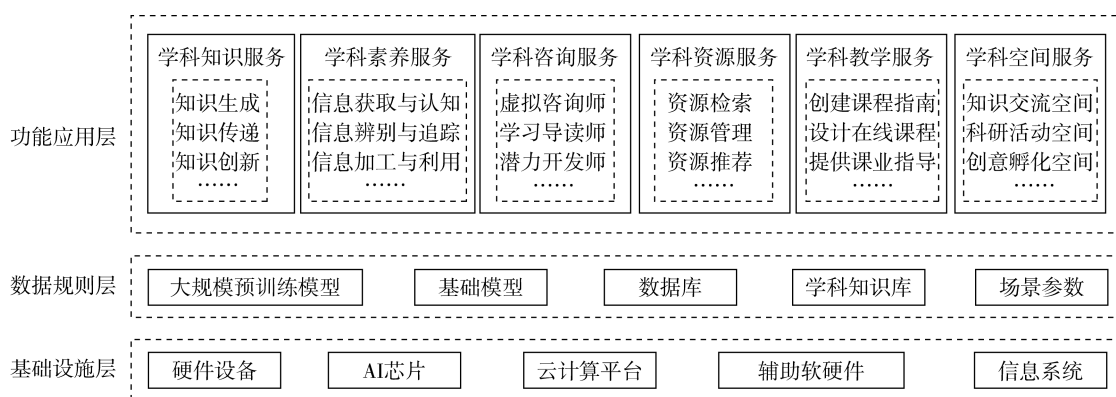 功能应用层
学科知识服务
知识生成
知识传递
知识创新
……
学科素养服务
信息获取与认知
信息辨别与追踪
信息加工与利用
……
学科咨询服务
虚拟咨询师
学习导读师
潜力开发师
……
学科资源服务
资源检索
资源管理
资源推荐
……
学科教学服务
创建课程指南
设计在线课程
提供课业指导
……
学科空间服务
知识交流空间
科研活动空间
创意孵化空间
……
数据规则层
大规模预训练模型
基础模型
数据库
学科知识库
场景参数
基础设施层
硬件设备
AI芯片
云计算平台
辅助软硬件
信息系统